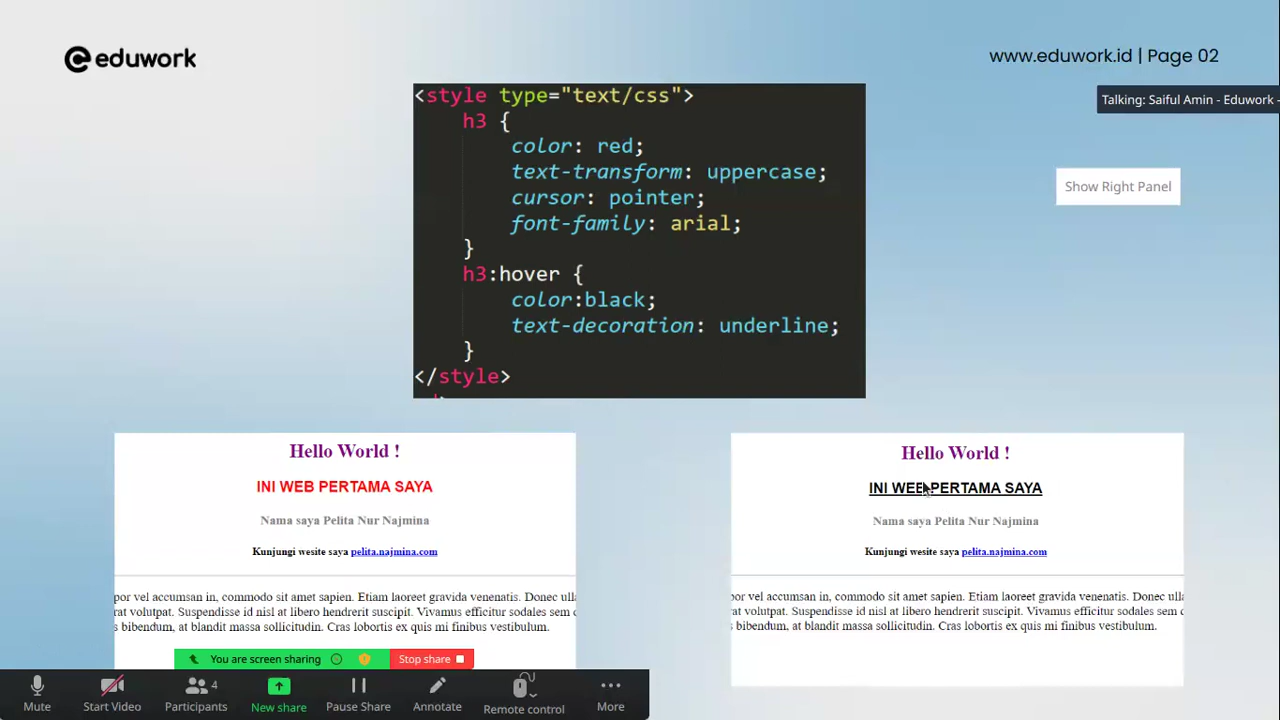 eduwork
www.eduwork.id | Page 02
Talking: Saiful Amin - Eduwork -
Show Right Panel
<style type="text/css">
h3 {
color: red;
text-transform: uppercase;
cursor: pointer;
font-family: arial;
}
h3:hover {
color:black;
text-decoration: underline;
}
</style>
Hello World !
INI WEB PERTAMA SAYA
Nama saya Pelita Nur Najmina
Kunjungi wesite saya pelita.najmina.com
por vel accumsan in, commodo sit amet sapien. Etiam laoreet gravida venenatis. Donec ull
rat volutpat. Suspendisse id nisl at libero hendrerit suscipit. Vivamus efficitur sodales sem
s bibendum, at blandit massa sollicitudin. Cras lobortis ex quis mi finibus vestibulum.
Hello World !
INI WEB PERTAMA SAYA
Nama saya Pelita Nur Najmina
Kunjungi wesite saya pelita.najmina.com
por vel accumsan in, commodo sit amet sapien. Etiam laoreet gravida venenatis. Donec ulla
rat volutpat. Suspendisse id nisl at libero hendrerit suscipit. Vivamus efficitur sodales sem c
s bibendum, at blandit massa sollicitudin. Cras lobortis ex quis mi finibus vestibulum.
You are screen sharing
Stop share
Mute
Start Video
4
Participants
New share
Pause Share
Annotate
Remote control
More